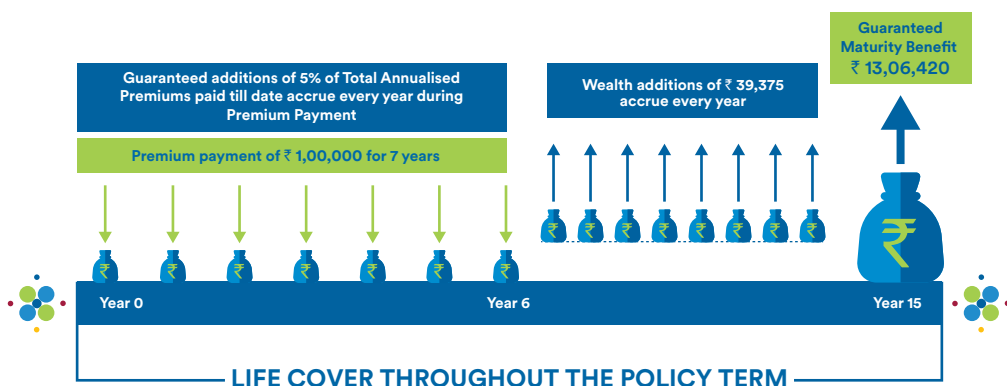 Guaranteed
Maturity Benefit
₹ 13,06,420
Guaranteed additions of 5% of Total Annualised
Premiums paid till date accrue every year during
Premium Payment
Wealth additions of ₹ 39,375
accrue every year
Premium payment of ₹ 1,00,000 for 7 years
₹ ₹ ₹ ₹ ₹ ₹ ₹ ₹
₹
₹ ₹ ₹ ₹ ₹ ₹ ₹
Year 0
Year 6
Year 15
LIFE COVER THROUGHOUT THE POLICY TERM